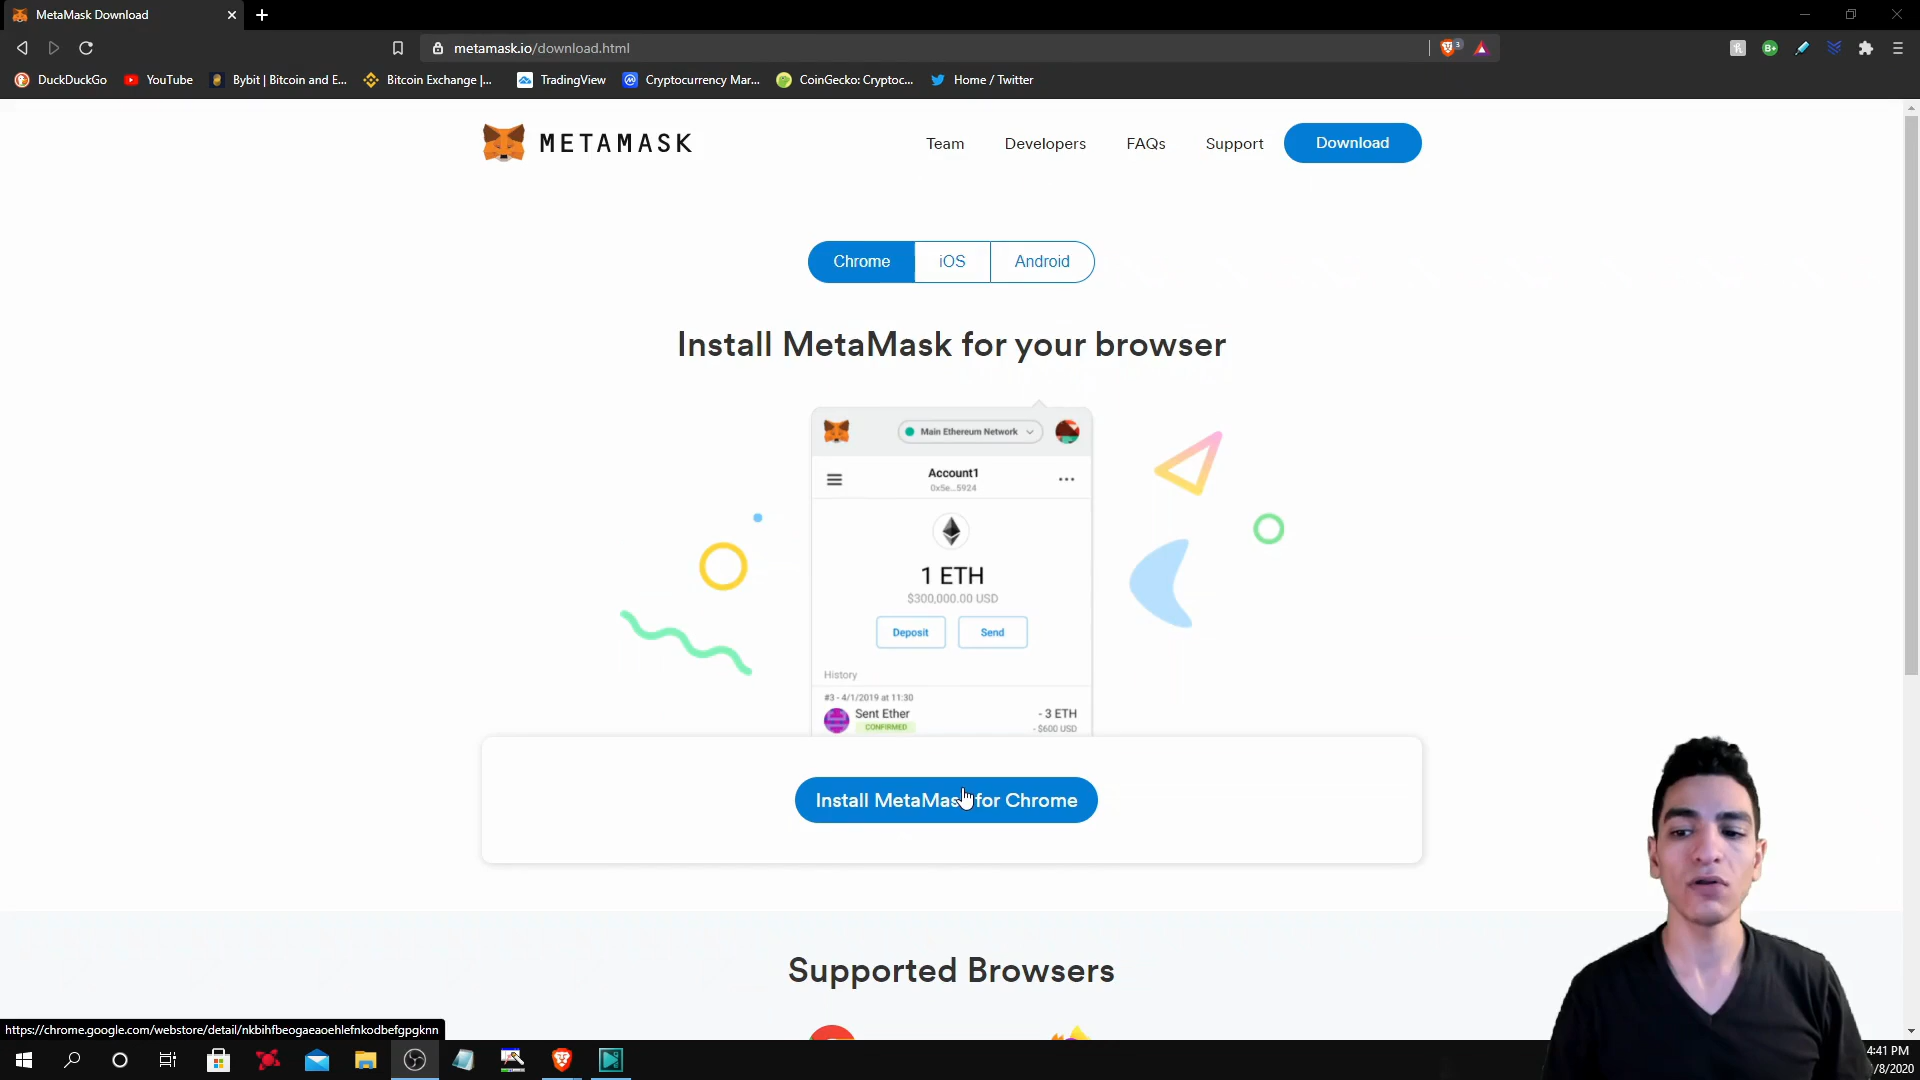 MetaMask Download
metamask.io/download.html
3
B+
DuckDuckGo
YouTube
Bybit | Bitcoin and E...
Bitcoin Exchange |...
TradingView
Cryptocurrency Mar...
CoinGecko: Cryptoc...
Home / Twitter
METAMASK
Team
Developers
FAQs
Support
Download
Chrome
iOS
Android
Install MetaMask for your browser
Main Ethereum Network
Account1
0x5e...5924
1 ETH
$300,000.00 USD
Deposit
Send
History
#3 - 4/1/2019 at 11:30
Sent Ether
- 3 ETH
CONFIRMED
- $600 USD
Install MetaMask for Chrome
Supported Browsers
https://chrome.google.com/webstore/detail/nkbihfbeogaeaoehlefnkodbefgpgknn
4:41 PM
/8/2020